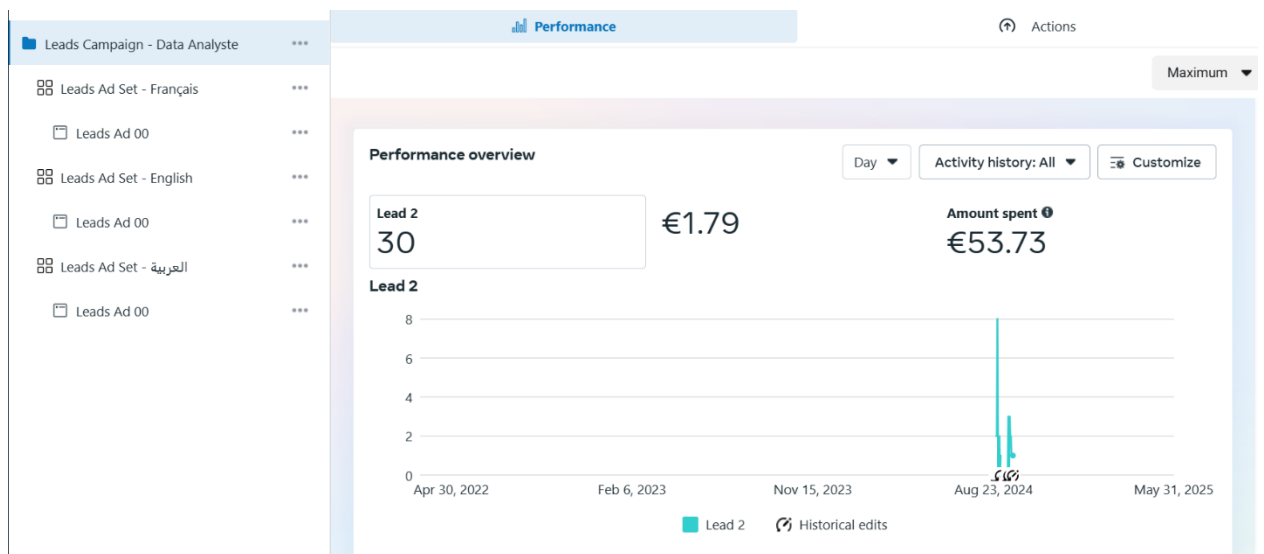 Performance
Actions
Leads Campaign - Data Analyste
Maximum
Leads Ad Set - Français
Leads Ad 00
Leads Ad Set - English
Leads Ad 00
Leads Ad Set - العربية
Leads Ad 00
Performance overview
Day
Activity history: All
Customize
Lead 2
30
€1.79
Amount spent
€53.73
Lead 2
8
6
4
2
0
Apr 30, 2022
Feb 6, 2023
Nov 15, 2023
Aug 23, 2024
May 31, 2025
Lead 2
Historical edits